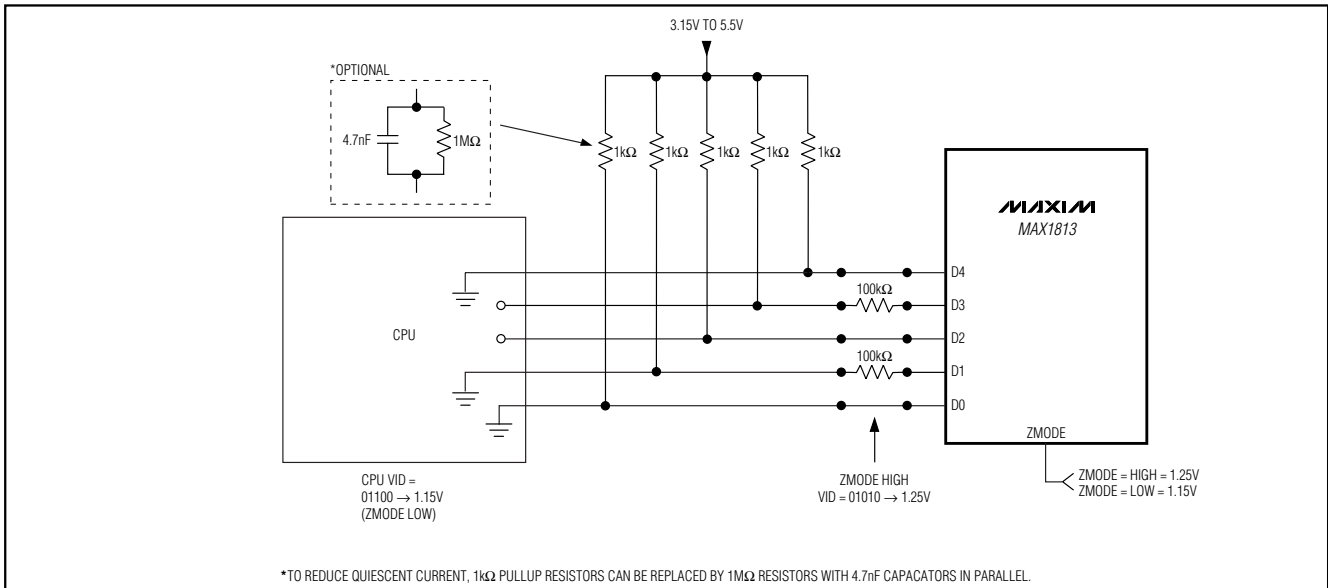 3.15V TO 5.5V
*OPTIONAL
4.7nF
1MΩ
1kΩ
1kΩ
1kΩ
1kΩ
1kΩ
MAXIM
MAX1813
D4
100kΩ
D3
CPU
D2
100kΩ
D1
D0
ZMODE
CPU VID =
01100 → 1.15V
(ZMODE LOW)
ZMODE HIGH
VID = 01010 → 1.25V
ZMODE = HIGH = 1.25V
ZMODE = LOW = 1.15V
*TO REDUCE QUIESCENT CURRENT, 1kΩ PULLUP RESISTORS CAN BE REPLACED BY 1MΩ RESISTORS WITH 4.7nF CAPACATORS IN PARALLEL.